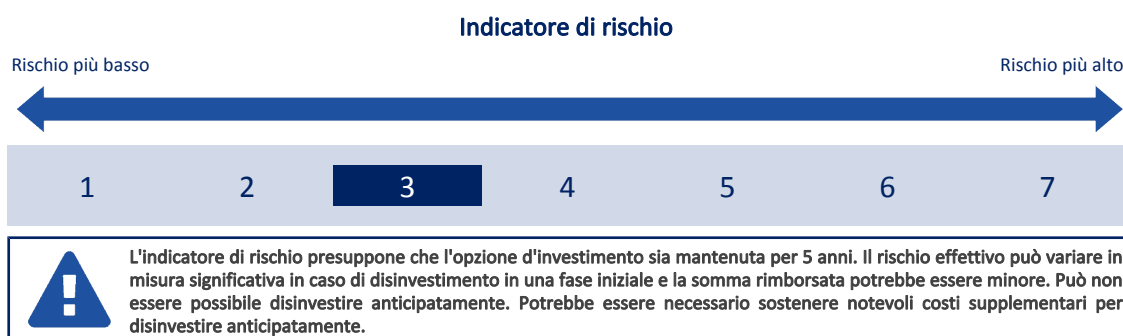 Indicatore di rischio
Rischio più basso
Rischio più alto
1 2 3 4 5 6 7
L'indicatore di rischio presuppone che l'opzione d'investimento sia mantenuta per 5 anni. Il rischio effettivo può variare in
misura significativa in caso di disinvestimento in una fase iniziale e la somma rimborsata potrebbe essere minore. Può non
essere possibile disinvestire anticipatamente. Potrebbe essere necessario sostenere notevoli costi supplementari per
disinvestire anticipatamente.